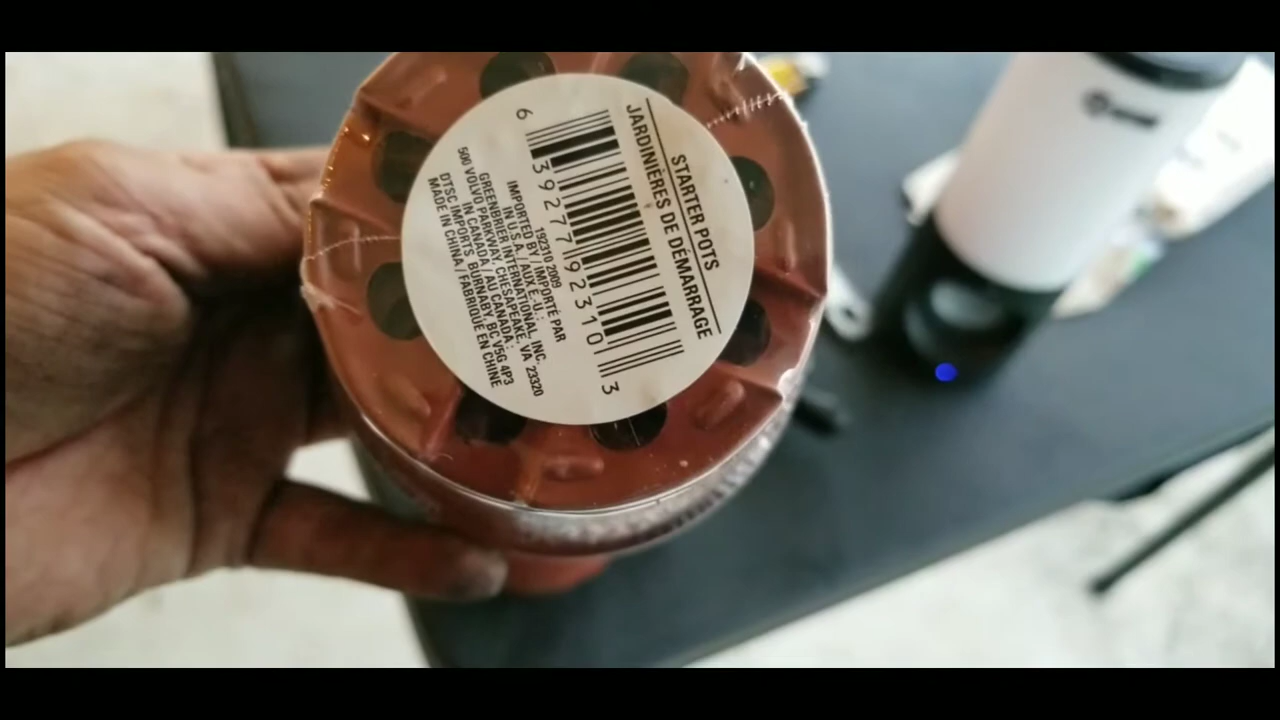 STARTER POTS
JARDINIÈRES DE DÉMARRAGE
6 39277 92310 3
192310 2009
IMPORTED BY / IMPORTÉ PAR
IN U.S.A. / AUX É.-U.:
GREENBRIER INTERNATIONAL, INC.
500 VOLVO PARKWAY, CHESAPEAKE, VA 23320
IN CANADA / AU CANADA :
DTSC IMPORTS, BURNABY, BC V5G 4P3
MADE IN CHINA / FABRIQUÉ EN CHINE